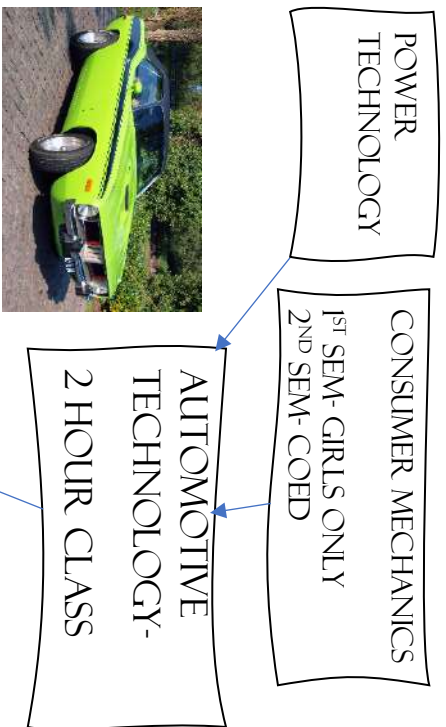 POWER
TECHNOLOGY
CONSUMER MECHANICS
1ST SEM- GIRLS ONLY
2ND SEM- COED
AUTOMOTIVE
TECHNOLOGY-
2 HOUR CLASS